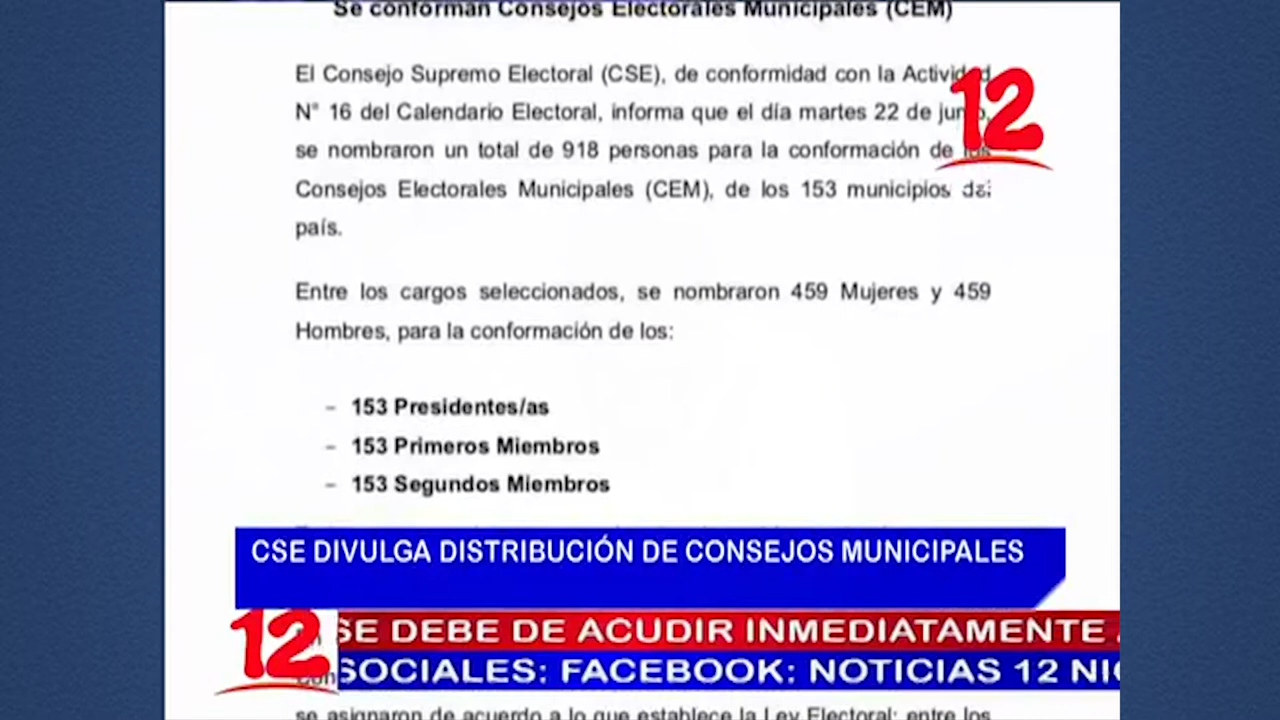 Se conforman Consejos Electorales Municipales (CEM)
El Consejo Supremo Electoral (CSE), de conformidad con la Actividad
N° 16 del Calendario Electoral, informa que el día martes 22 de junio,
se nombraron un total de 918 personas para la conformación de los
Consejos Electorales Municipales (CEM), de los 153 municipios del
país.
Entre los cargos seleccionados, se nombraron 459 Mujeres y 459
Hombres, para la conformación de los:
- 153 Presidentes/as
- 153 Primeros Miembros
- 153 Segundos Miembros
12
CSE DIVULGA DISTRIBUCIÓN DE CONSEJOS MUNICIPALES
12
SE DEBE DE ACUDIR INMEDIATAMENTE
SOCIALES: FACEBOOK: NOTICIAS 12 NI
se asignaron de acuerdo a lo que establece la Ley Electoral; entre los